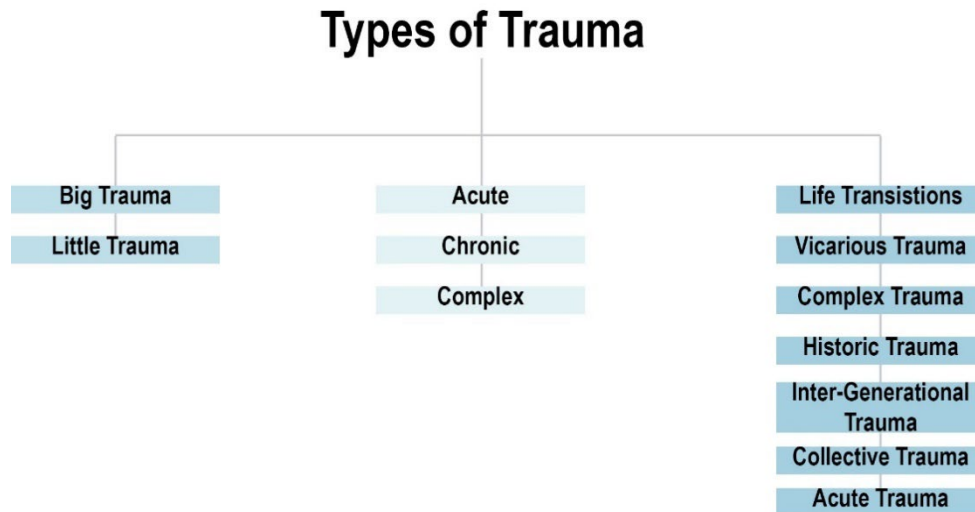 Types of Trauma
Big Trauma
Little Trauma
Acute
Chronic
Complex
Life Transistions
Vicarious Trauma
Complex Trauma
Historic Trauma
Inter-Generational
Trauma
Collective Trauma
Acute Trauma